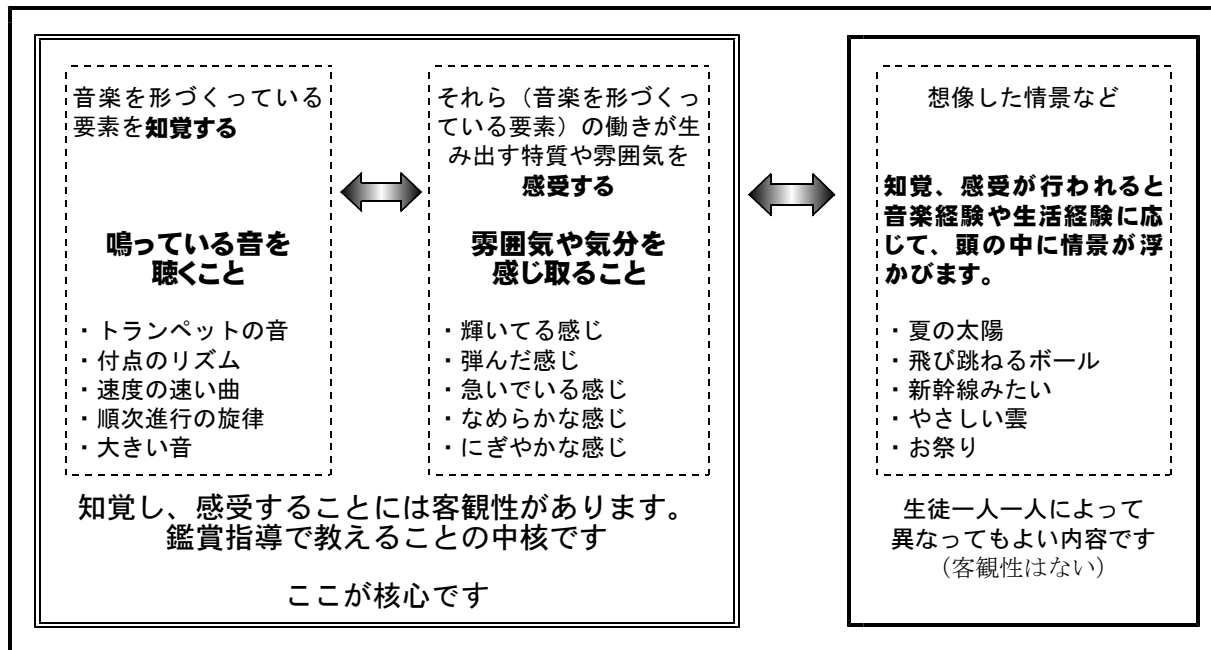 音楽を形づくっている
要素を知覚する
鳴っている音を
聴くこと
・トランペットの音
・付点のリズム
・速度の速い曲
・順次進行の旋律
・大きい音
それら（音楽を形づくっ
ている要素）の働きが生
み出す特質や雰囲気を
感受する
雰囲気や気分を
感じ取ること
・輝いてる感じ
・弾んだ感じ
・急いでいる感じ
・なめらかな感じ
・にぎやかな感じ
知覚し、感受することには客観性があります。
鑑賞指導で教えることの中核です
ここが核心です
想像した情景など
知覚、感受が行われると
音楽経験や生活経験に応
じて、頭の中に情景が浮
かびます。
・夏の太陽
・飛び跳ねるボール
・新幹線みたい
・やさしい雲
・お祭り
生徒一人一人によって
異なってもよい内容です
（客観性はない）